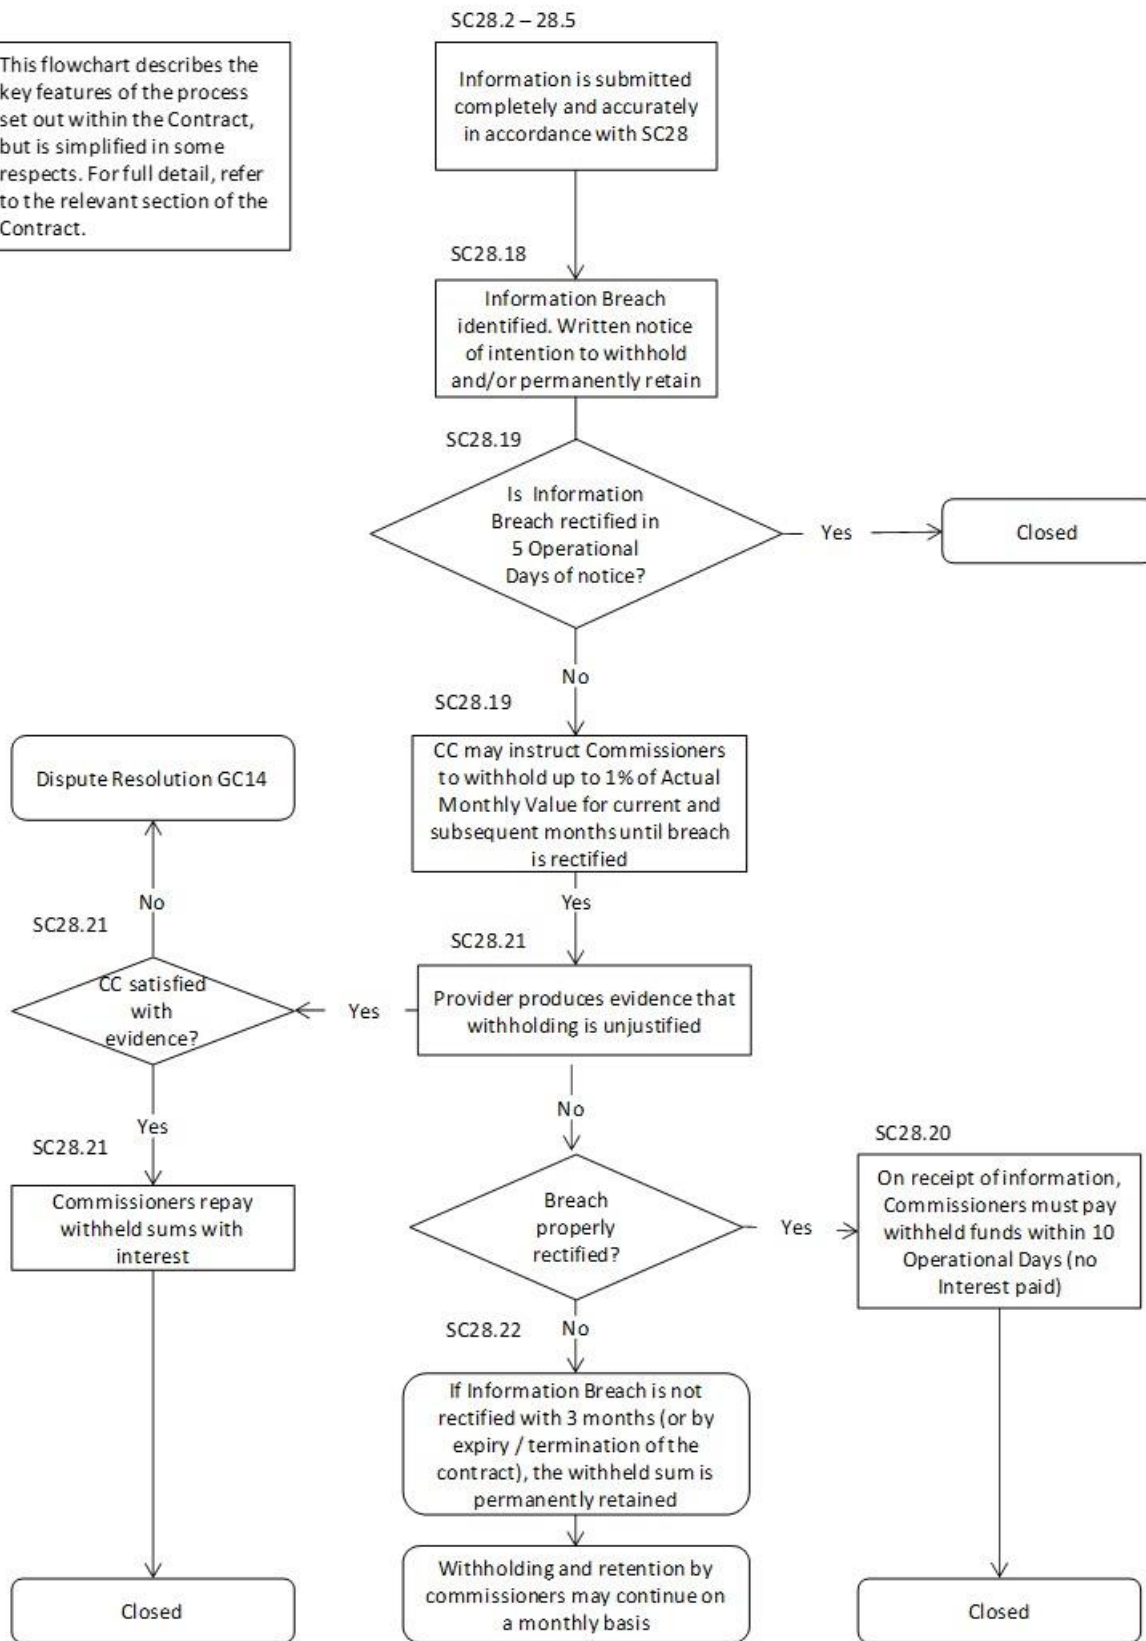 SC28.2 – 28.5
This flowchart describes the
key features of the process
set out within the Contract,
but is simplified in some
respects. For full detail, refer
to the relevant section of the
Contract.
Information is submitted
completely and accurately
in accordance with SC28
SC28.18
Information Breach
identified. Written notice
of intention to withhold
and/or permanently retain
SC28.19
Is Information
Breach rectified in
5 Operational
Days of notice?
Yes
Closed
No
SC28.19
CC may instruct Commissioners
to withhold up to 1% of Actual
Monthly Value for current and
subsequent months until breach
is rectified
Dispute Resolution GC14
No
SC28.21
Yes
SC28.21
CC satisfied
with
evidence?
Yes
Provider produces evidence that
withholding is unjustified
Yes
SC28.21
No
SC28.20
Commissioners repay
withheld sums with
interest
Breach
properly
rectified?
Yes
On receipt of information,
Commissioners must pay
withheld funds within 10
Operational Days (no
Interest paid)
SC28.22
No
If Information Breach is not
rectified with 3 months (or by
expiry / termination of the
contract), the withheld sum is
permanently retained
Closed
Withholding and retention by
commissioners may continue on
a monthly basis
Closed